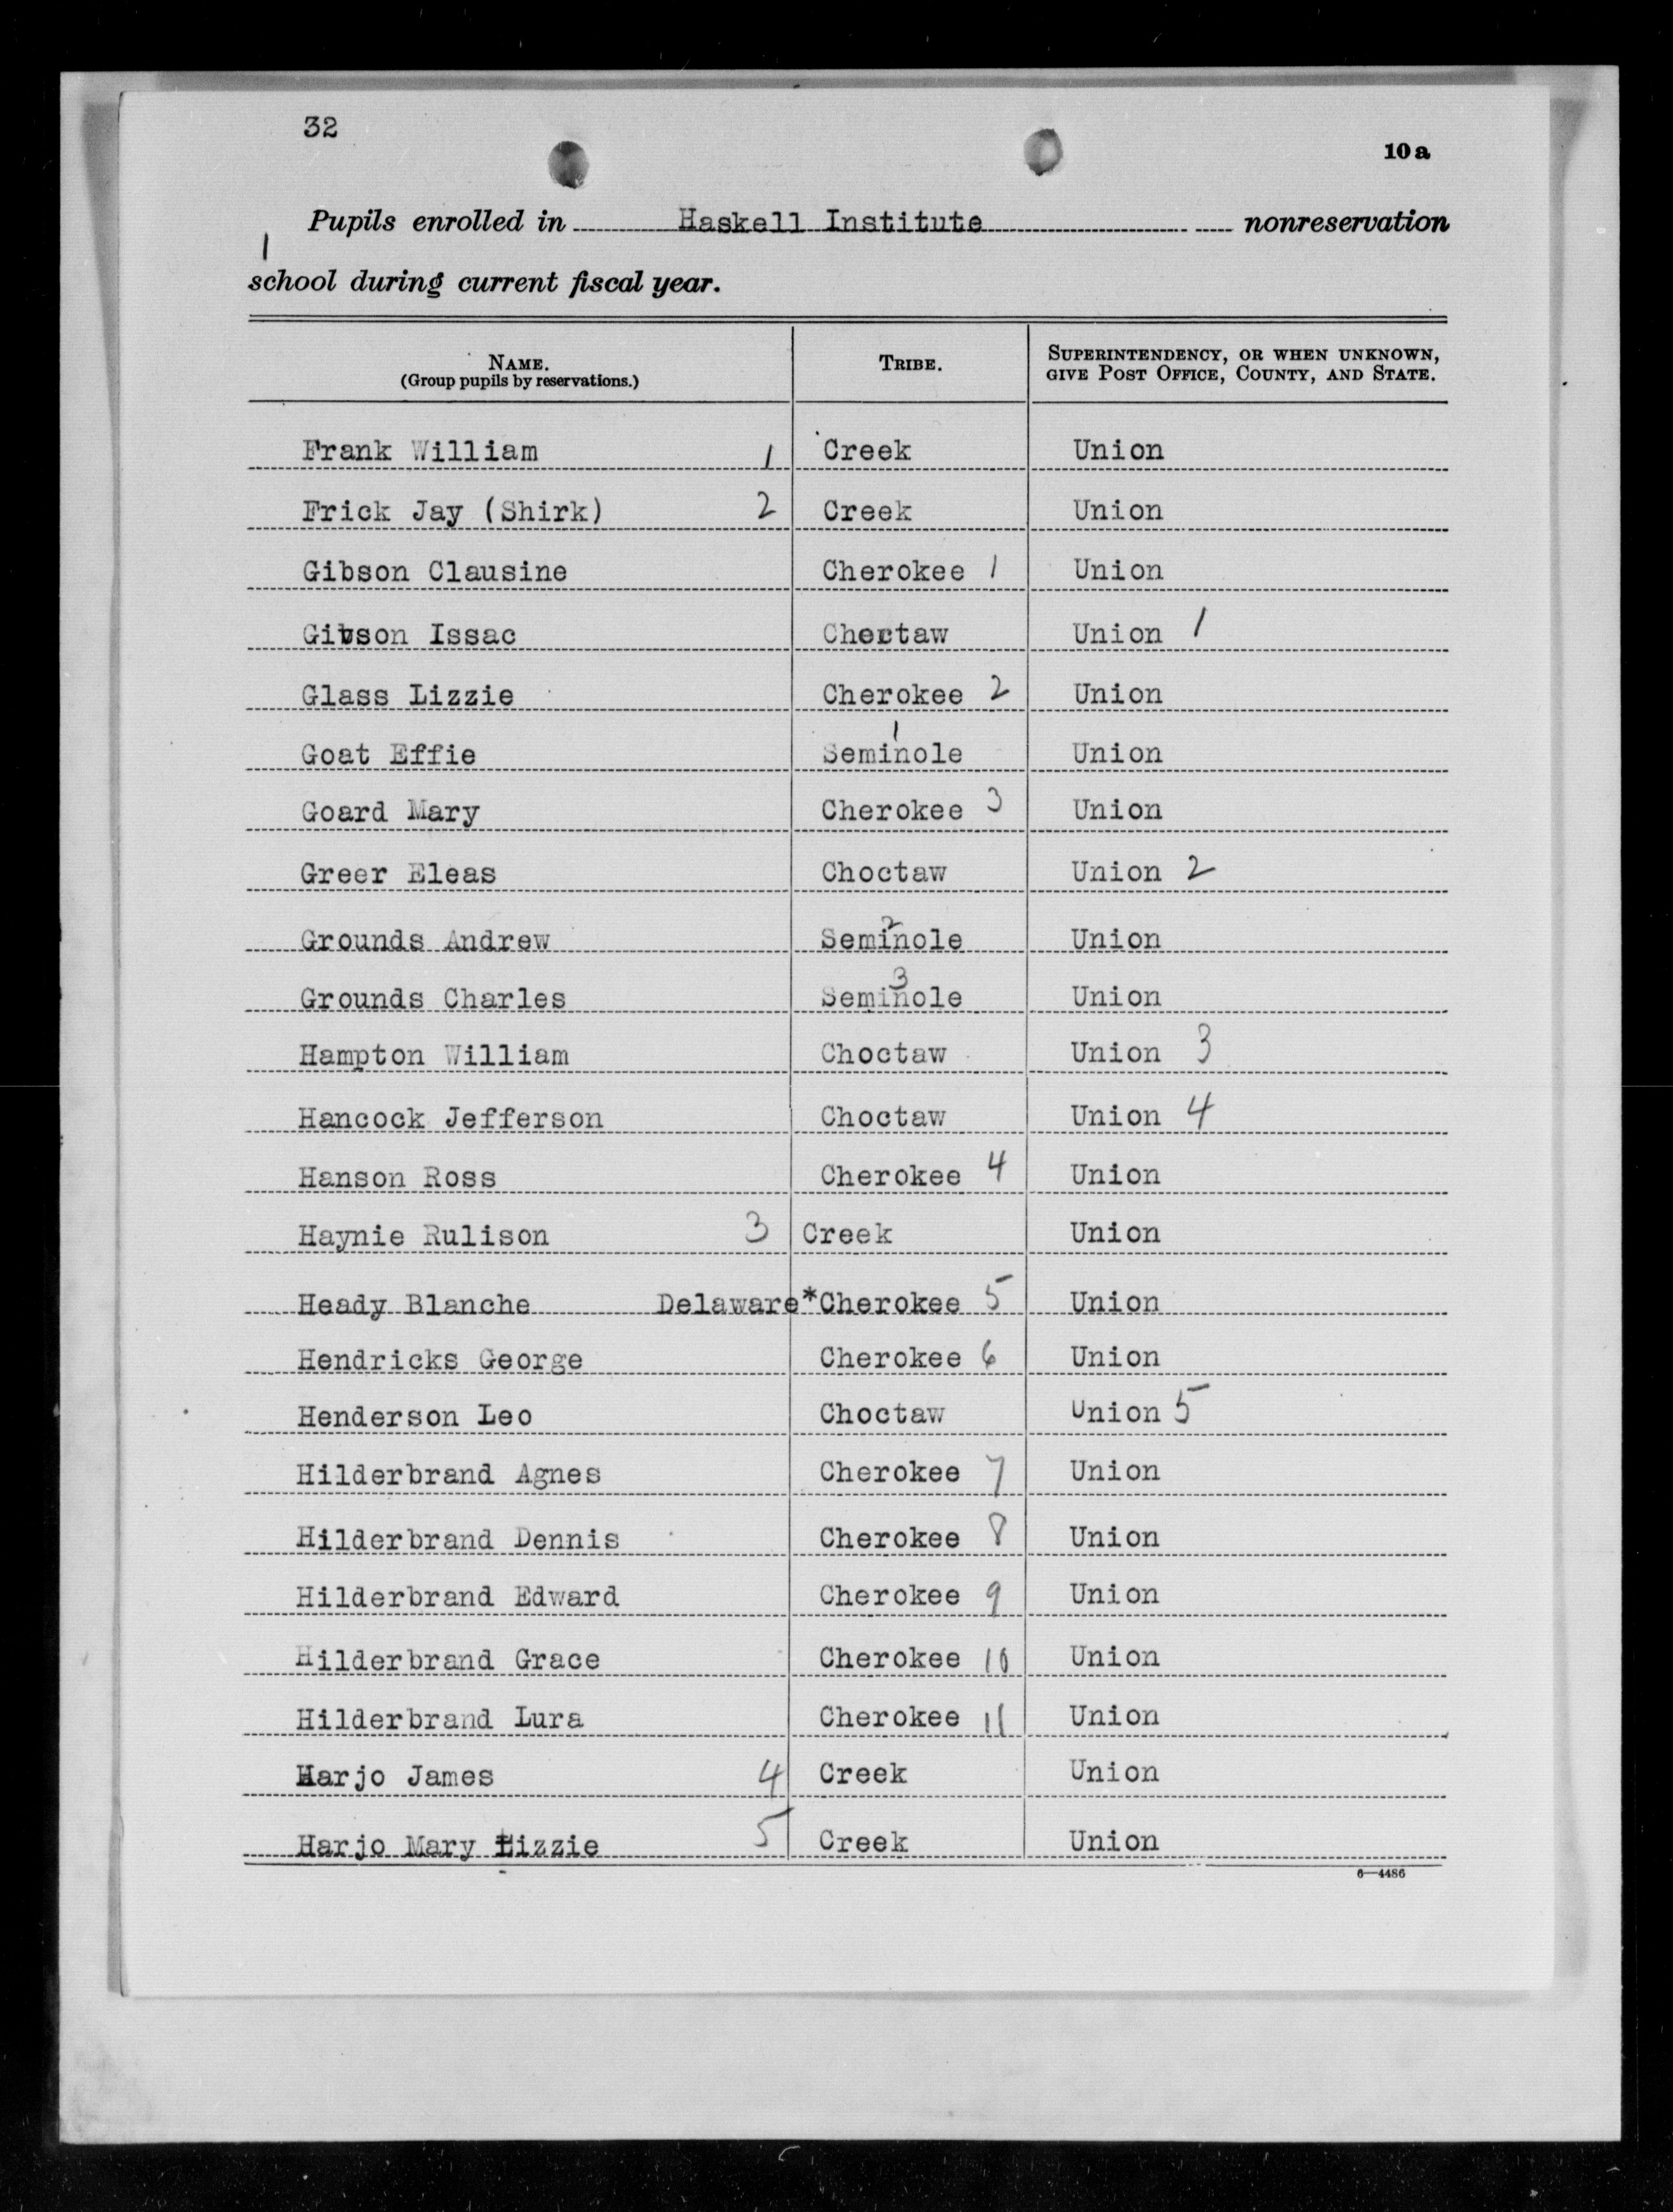 32
10 a
Pupils enrolled in Haskell Institute nonreservation
1
school during current fiscal year.
NAME. TRIBE. SUPERINTENDENCY, OR WHEN UNKNOWN,
(Group pupils by reservations.) GIVE POST OFFICE, COUNTY, AND STATE.
Frank William 1 Creek Union
Frick Jay (Shirk) 2 Creek Union
Gibson Clausine Cherokee 1 Union
Gibson Issac Choctaw Union 1
Glass Lizzie Cherokee 2 Union
Goat Effie Seminole 1 Union
Goard Mary Cherokee 3 Union
Greer Eleas Choctaw Union 2
Grounds Andrew Seminole 2 Union
Grounds Charles Seminole 3 Union
Hampton William Choctaw Union 3
Hancock Jefferson Choctaw Union 4
Hanson Ross Cherokee 4 Union
Haynie Rulison 3 Creek Union
Heady Blanche Delaware*Cherokee 5 Union
Hendricks George Cherokee 6 Union
Henderson Leo Choctaw Union 5
Hilderbrand Agnes Cherokee 7 Union
Hilderbrand Dennis Cherokee 8 Union
Hilderbrand Edward Cherokee 9 Union
Hilderbrand Grace Cherokee 10 Union
Hilderbrand Lura Cherokee 11 Union
Harjo James 4 Creek Union
Harjo Mary Lizzie 5 Creek Union
6—4486